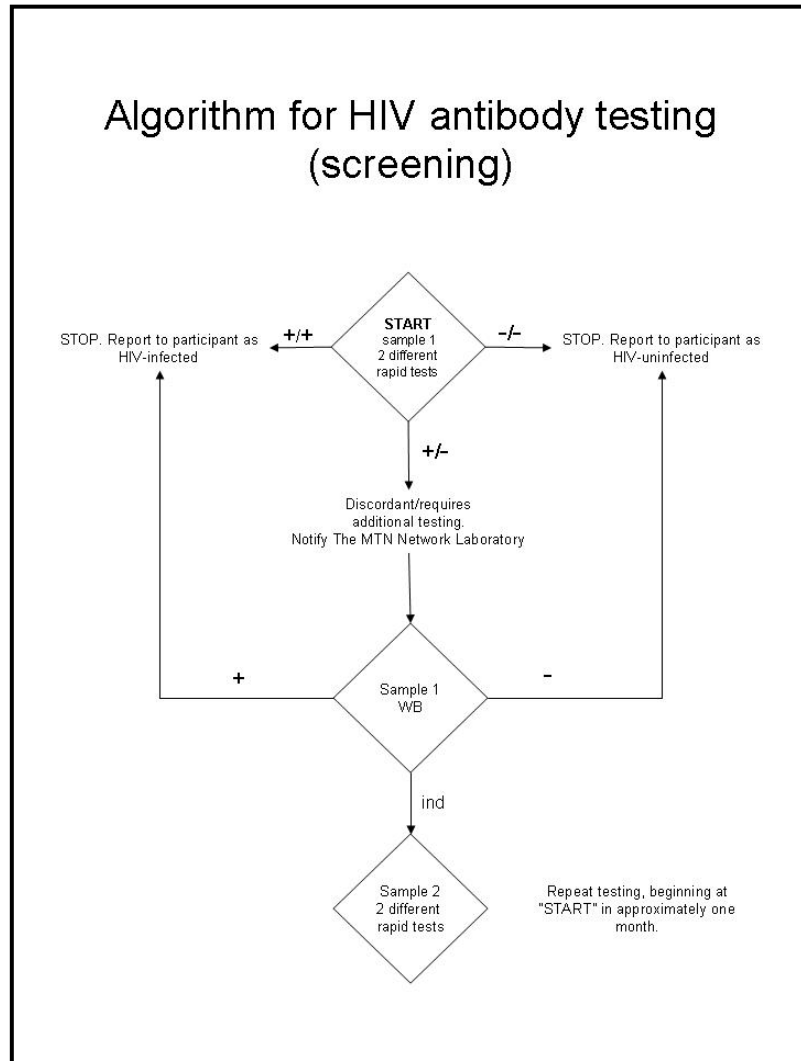 Algorithm for HIV antibody testing
(screening)
START
sample 1
2 different
rapid tests
+/+
STOP. Report to participant as
HIV-infected
-/-
STOP. Report to participant as
HIV-uninfected
+/-
Discordant/requires
additional testing.
Notify The MTN Network Laboratory
Sample 1
WB
+
-
ind
Sample 2
2 different
rapid tests
Repeat testing, beginning at
"START" in approximately one
month.